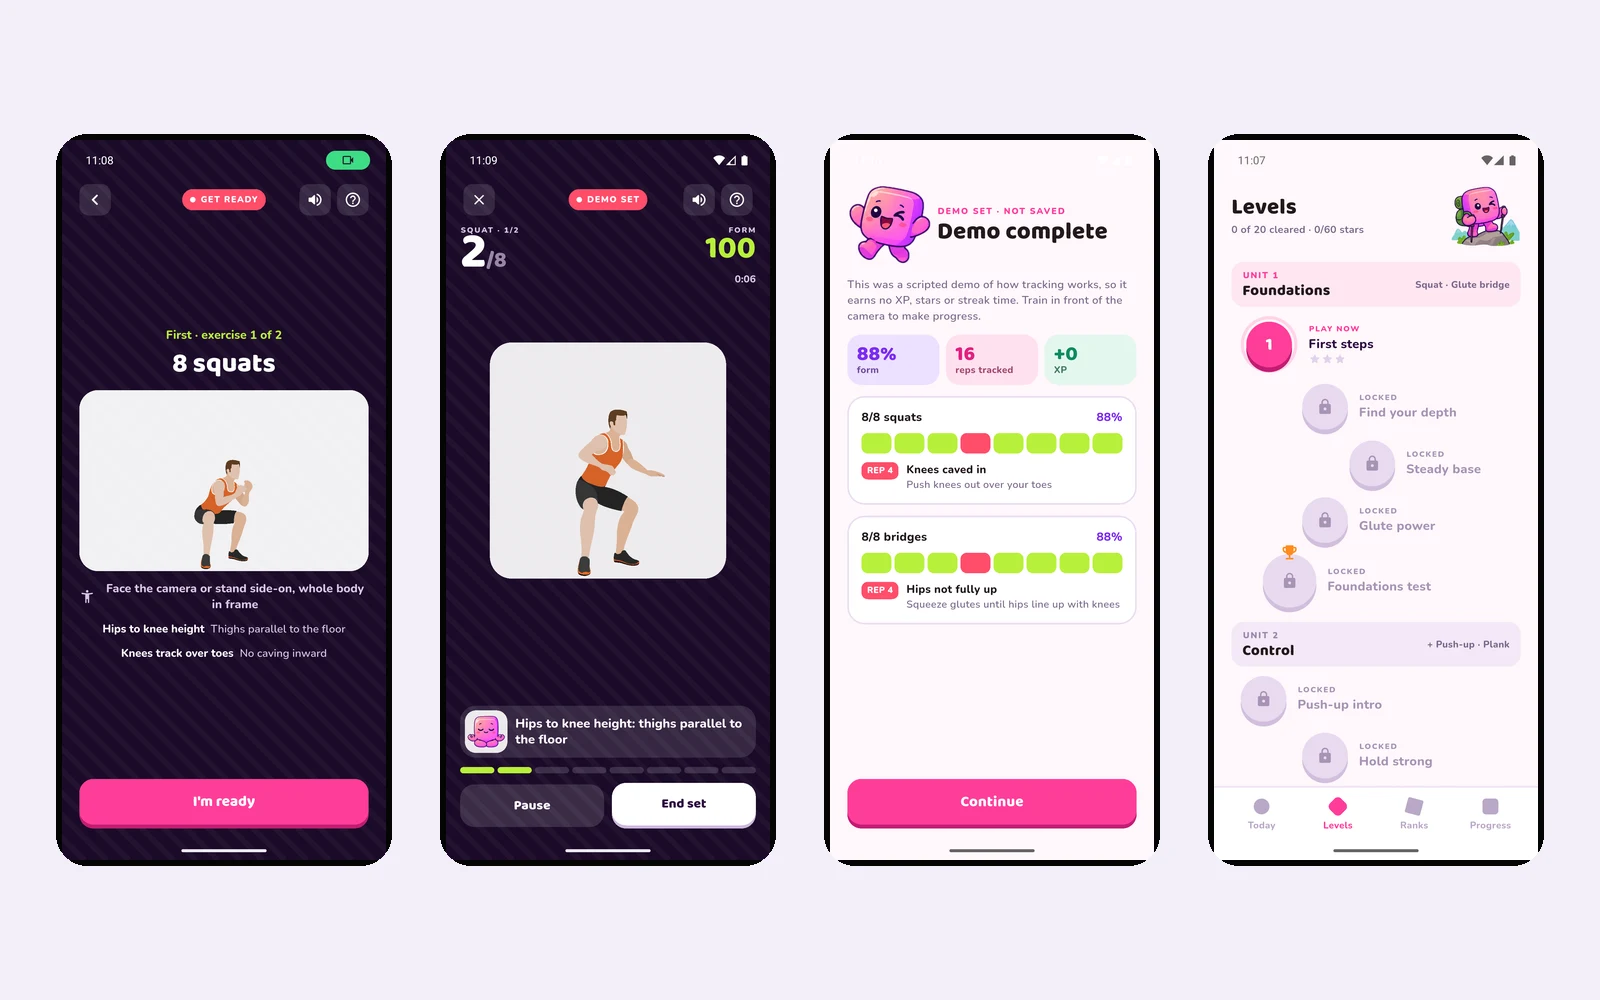 11:08
GET READY
First · exercise 1 of 2
8 squats
Face the camera or stand side-on, whole body
in frame
Hips to knee height Thighs parallel to the floor
Knees track over toes No caving inward
I'm ready
11:09
DEMO SET
SQUAT · 1/2
2/8
FORM
100
0:06
Hips to knee height: thighs parallel to
the floor
Pause
End set
DEMO SET · NOT SAVED
Demo complete
This was a scripted demo of how tracking works, so it
earns no XP, stars or streak time. Train in front of the
camera to make progress.
88%
form
16
reps tracked
+0
XP
8/8 squats
88%
REP 4
Knees caved in
Push knees out over your toes
8/8 bridges
88%
REP 4
Hips not fully up
Squeeze glutes until hips line up with knees
Continue
11:07
Levels
0 of 20 cleared · 0/60 stars
UNIT 1
Foundations
Squat · Glute bridge
1
PLAY NOW
First steps
LOCKED
Find your depth
LOCKED
Steady base
LOCKED
Glute power
LOCKED
Foundations test
UNIT 2
Control
+ Push-up · Plank
LOCKED
Push-up intro
LOCKED
Hold strong
Today
Levels
Ranks
Progress